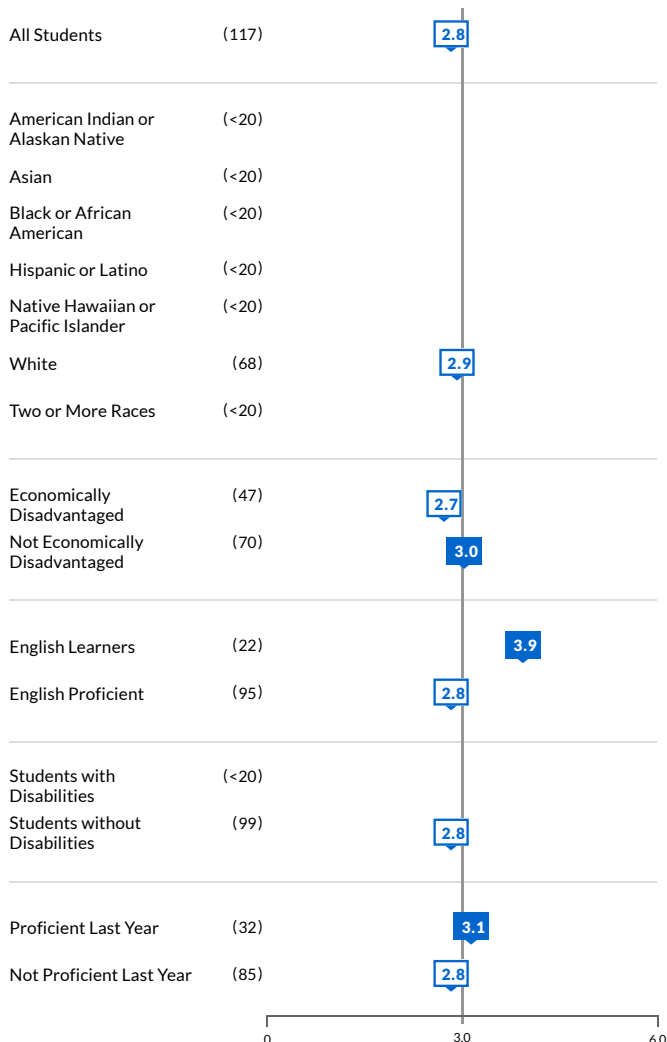 All Students (117) 2.8
American Indian or (<20)
Alaskan Native
Asian (<20)
Black or African (<20)
American
Hispanic or Latino (<20)
Native Hawaiian or (<20)
Pacific Islander
White (68) 2.9
Two or More Races (<20)
Economically (47) 2.7
Disadvantaged
Not Economically (70) 3.0
Disadvantaged
English Learners (22) 3.9
English Proficient (95) 2.8
Students with (<20)
Disabilities
Students without (99) 2.8
Disabilities
Proficient Last Year (32) 3.1
Not Proficient Last Year (85) 2.8
0 3.0 6.0